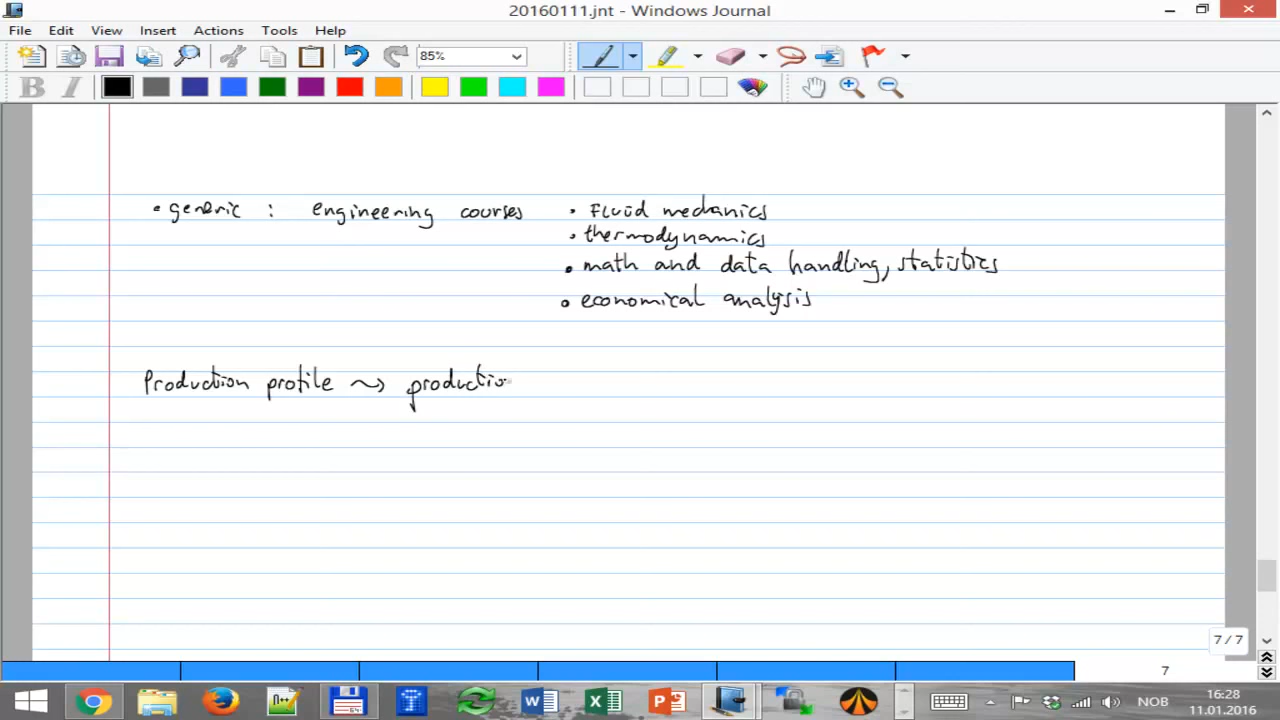 20160111.jnt - Windows Journal
File Edit View Insert Actions Tools Help
85%
B I
• generic : engineering courses • Fluid mechanics
• thermodynamics
• math and data handling, statistics
• economical analysis
Production profile ⤳ productio
7 / 7
7
NOB
16:28
11.01.2016